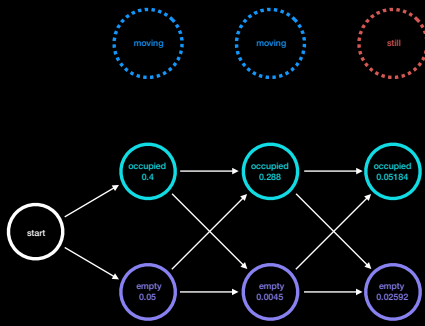 moving
moving
still
occupied
0.4
occupied
0.288
occupied
0.05184
start
empty
0.05
empty
0.0045
empty
0.02592